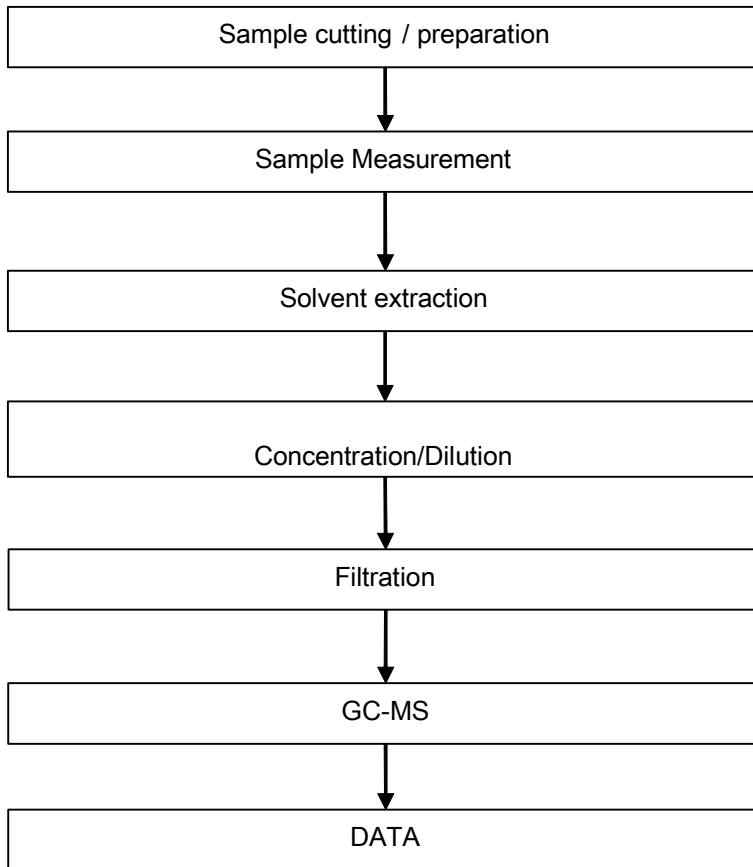 Sample cutting / preparation
Sample Measurement
Solvent extraction
Concentration/Dilution
Filtration
GC-MS
DATA